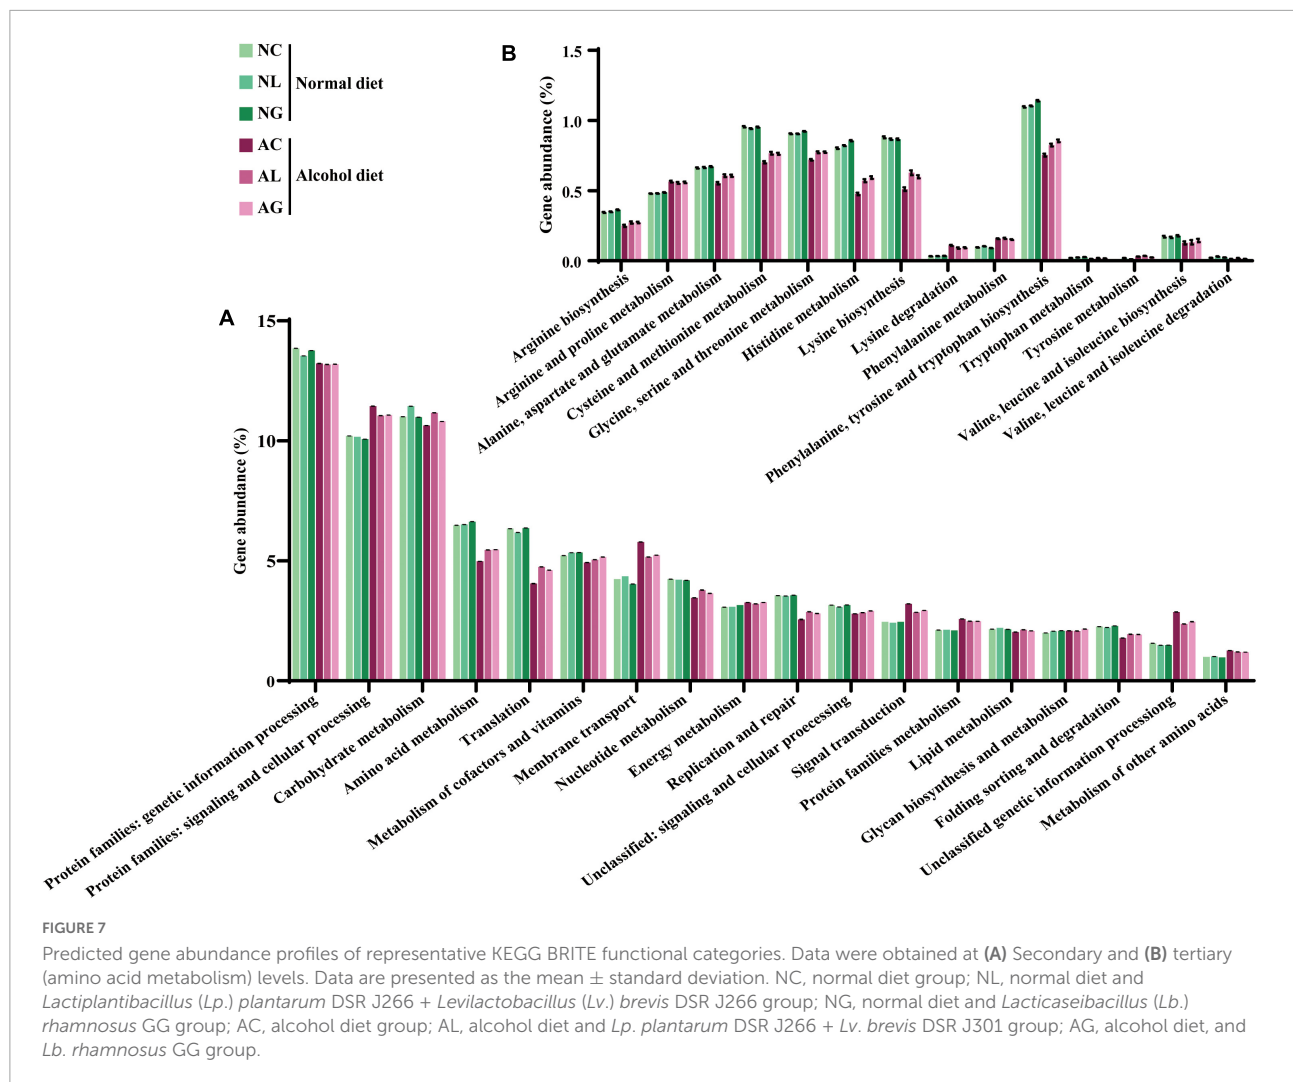 NC
NL
NG
Normal diet
AC
AL
AG
Alcohol diet
B
Gene abundance (%)
1.5
1.0
0.5
0.0
Arginine biosynthesis
Arginine and proline metabolism
Alanine, aspartate and glutamate metabolism
Cysteine and methionine metabolism
Glycine, serine and threonine metabolism
Histidine metabolism
Lysine biosynthesis
Lysine degradation
Phenylalanine metabolism
Phenylalanine, tyrosine and tryptophan biosynthesis
Tryptophan metabolism
Tyrosine metabolism
Valine, leucine and isoleucine biosynthesis
Valine, leucine and isoleucine degradation
A
Gene abundance (%)
15
10
5
0
Protein families: genetic information processing
Protein families: signaling and cellular processing
Carbohydrate metabolism
Amino acid metabolism
Translation
Metabolism of cofactors and vitamins
Membrane transport
Nucleotide metabolism
Energy metabolism
Replication and repair
Unclassified: signaling and cellular proecessing
Signal transduction
Protein families metabolism
Lipid metabolism
Glycan biosynthesis and metabolism
Folding sorting and degradation
Unclassified genetic information processiong
Metabolism of other amino acids
FIGURE 7
Predicted gene abundance profiles of representative KEGG BRITE functional categories. Data were obtained at (A) Secondary and (B) tertiary
(amino acid metabolism) levels. Data are presented as the mean ± standard deviation. NC, normal diet group; NL, normal diet and
Lactiplantibacillus (Lp.) plantarum DSR J266 + Levilactobacillus (Lv.) brevis DSR J266 group; NG, normal diet and Lacticaseibacillus (Lb.)
rhamnosus GG group; AC, alcohol diet group; AL, alcohol diet and Lp. plantarum DSR J266 + Lv. brevis DSR J301 group; AG, alcohol diet, and
Lb. rhamnosus GG group.